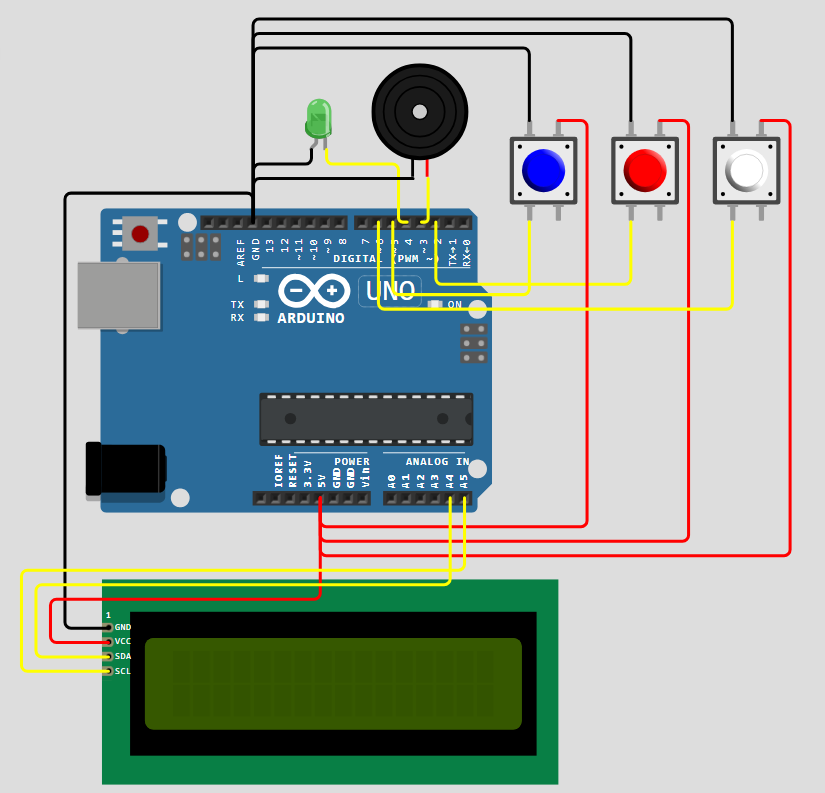 AREF
GND
13
12
~11
~10
~9
8
7
~5
4
~3
2
TX→1
RX←0
DIGITAL
PWM
L
TX
RX
UNO
ON
ARDUINO
IOREF
RESET
3.3V
5V
GND
GND
Vin
POWER
ANALOG IN
A0
A1
A2
A3
A4
A5
1
GND
VCC
SDA
SCL